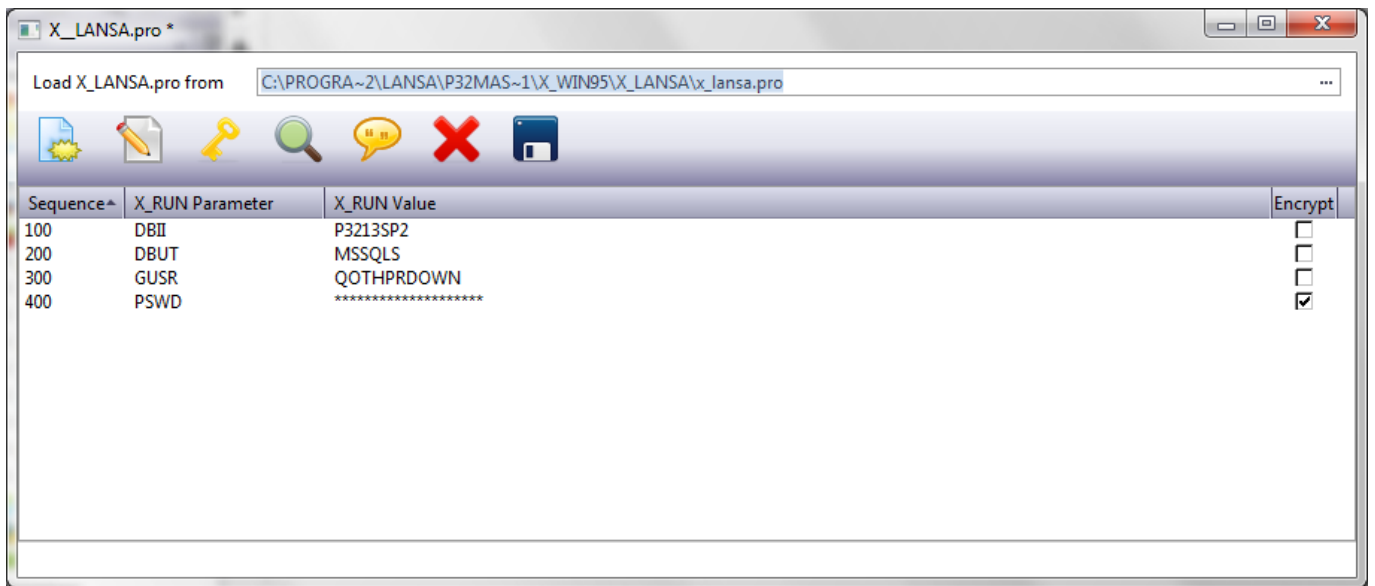 X__LANSA.pro *
Load X_LANSA.pro from C:\PROGRA~2\LANSA\P32MAS~1\X_WIN95\X_LANSA\x_lansa.pro ...
Sequence X_RUN Parameter X_RUN Value Encrypt
100 DBII P3213SP2
200 DBUT MSSQLS
300 GUSR QOTHPRDOWN
400 PSWD ********************